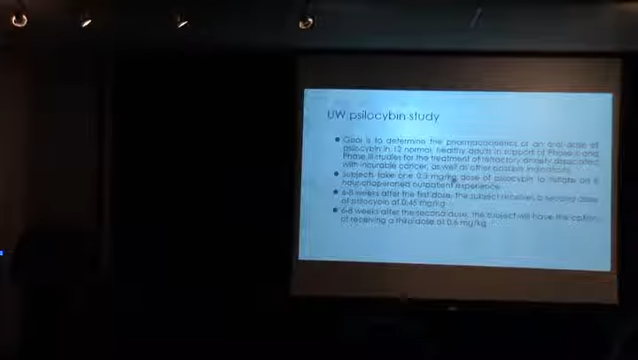 UW psilocybin study
Goal is to determine the pharmacokinetics of an oral dose of
psilocybin in 12 normal, healthy adults in support of Phase II and
Phase III studies for the treatment of refractory anxiety associated
with incurable cancer, as well as other possible indications.
Subjects take one 0.3 mg/kg dose of psilocybin to initiate an 8
hour chaperoned outpatient experience.
6-8 weeks after the first dose, the subject receives a second dose
of psilocybin at 0.45 mg/kg
6-8 weeks after the second dose, the subject will have the option
of receiving a third dose at 0.6 mg/kg